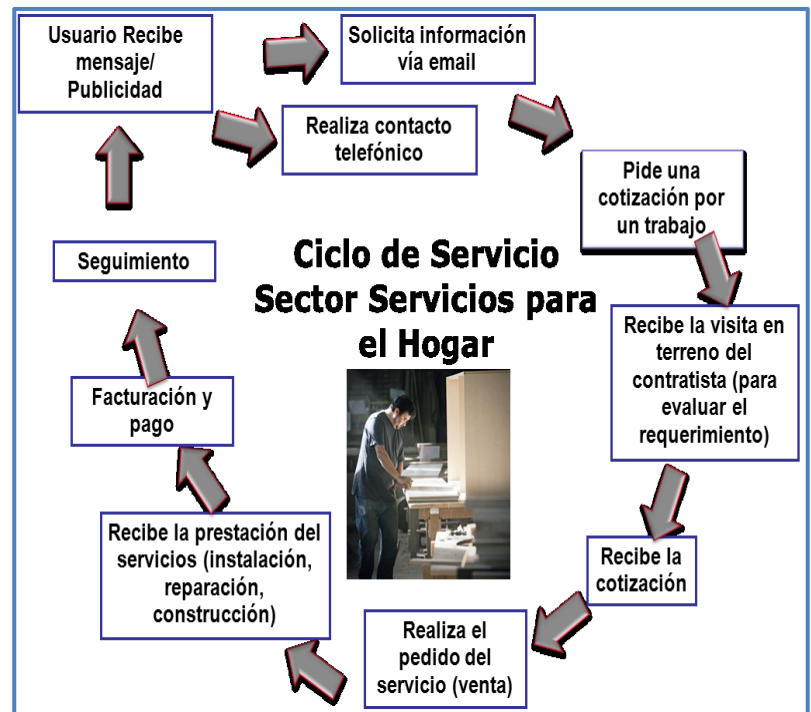 Usuario Recibe
mensaje/
Publicidad
Solicita información
vía email
Realiza contacto
telefónico
Pide una
cotización por
un trabajo
Recibe la visita en
terreno del
contratista (para
evaluar el
requerimiento)
Recibe la
cotización
Realiza el
pedido del
servicio (venta)
Recibe la prestación del
servicios (instalación,
reparación,
construcción)
Facturación y
pago
Seguimiento
Ciclo de Servicio
Sector Servicios para
el Hogar